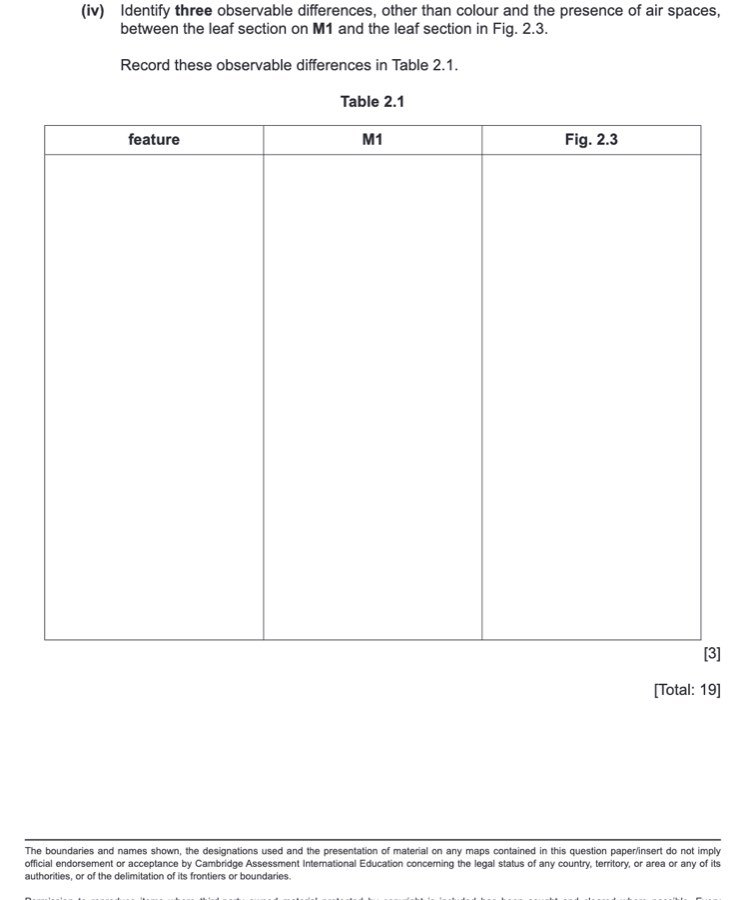 (iv) Identify three observable differences, other than colour and the presence of air spaces,
between the leaf section on M1 and the leaf section in Fig. 2.3.
Record these observable differences in Table 2.1.
Table 2.1
feature M1 Fig. 2.3
[3]
[Total: 19]
The boundaries and names shown, the designations used and the presentation of material on any maps contained in this question paper/insert do not imply
official endorsement or acceptance by Cambridge Assessment International Education concerning the legal status of any country, territory, or area or any of its
authorities, or of the delimitation of its frontiers or boundaries.